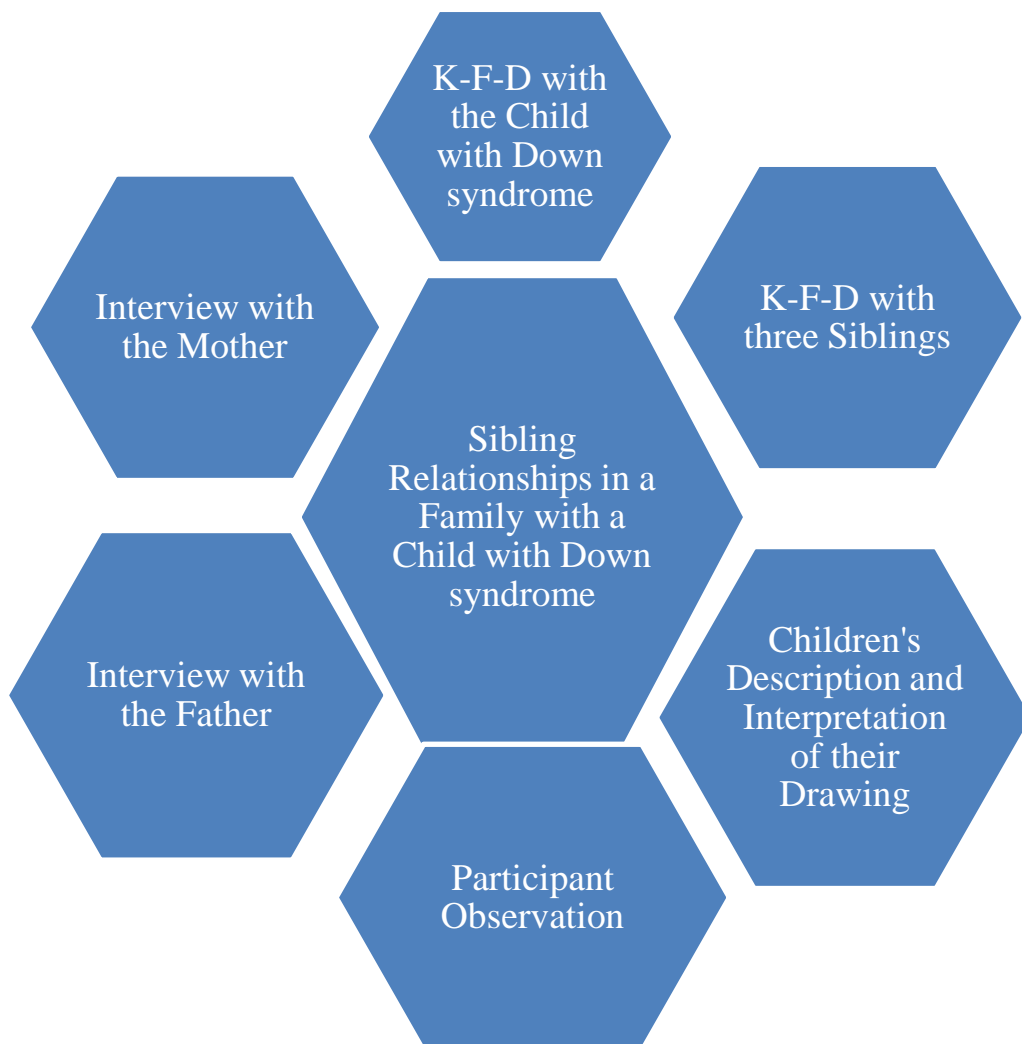 K-F-D with
the Child
with Down
syndrome
Interview with
the Mother
K-F-D with
three Siblings
Sibling
Relationships in a
Family with a
Child with Down
syndrome
Interview with
the Father
Children's
Description and
Interpretation
of their
Drawing
Participant
Observation